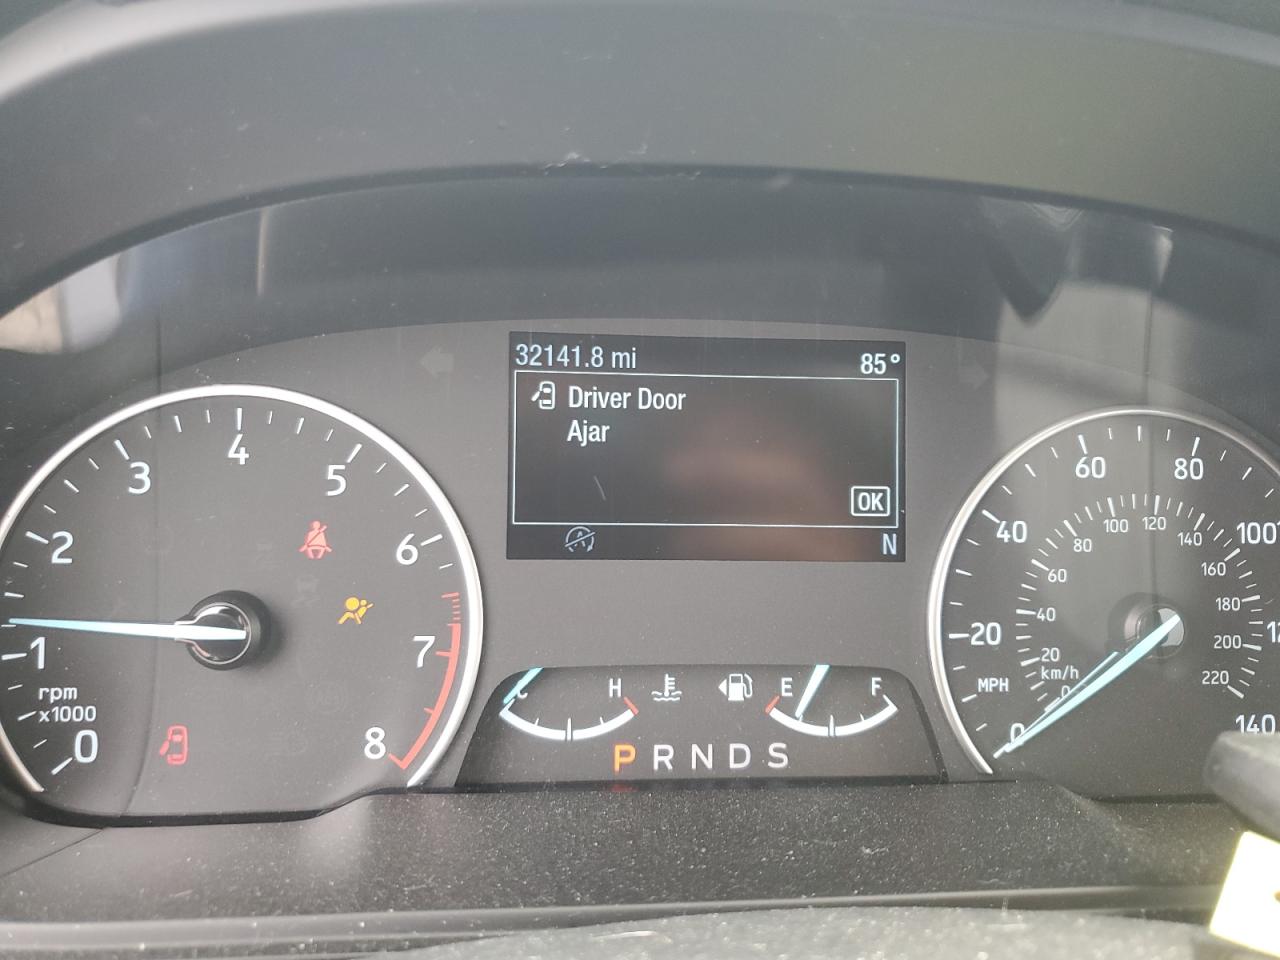 32141.8 mi 85°
Driver Door
Ajar
OK
N
0 1 2 3 4 5 6 7 8
rpm
x1000
C H E F
P R N D S
0 20 40 60 80 100 140
MPH
0 20 40 60 80 100 120 140 160 180 200 220
km/h